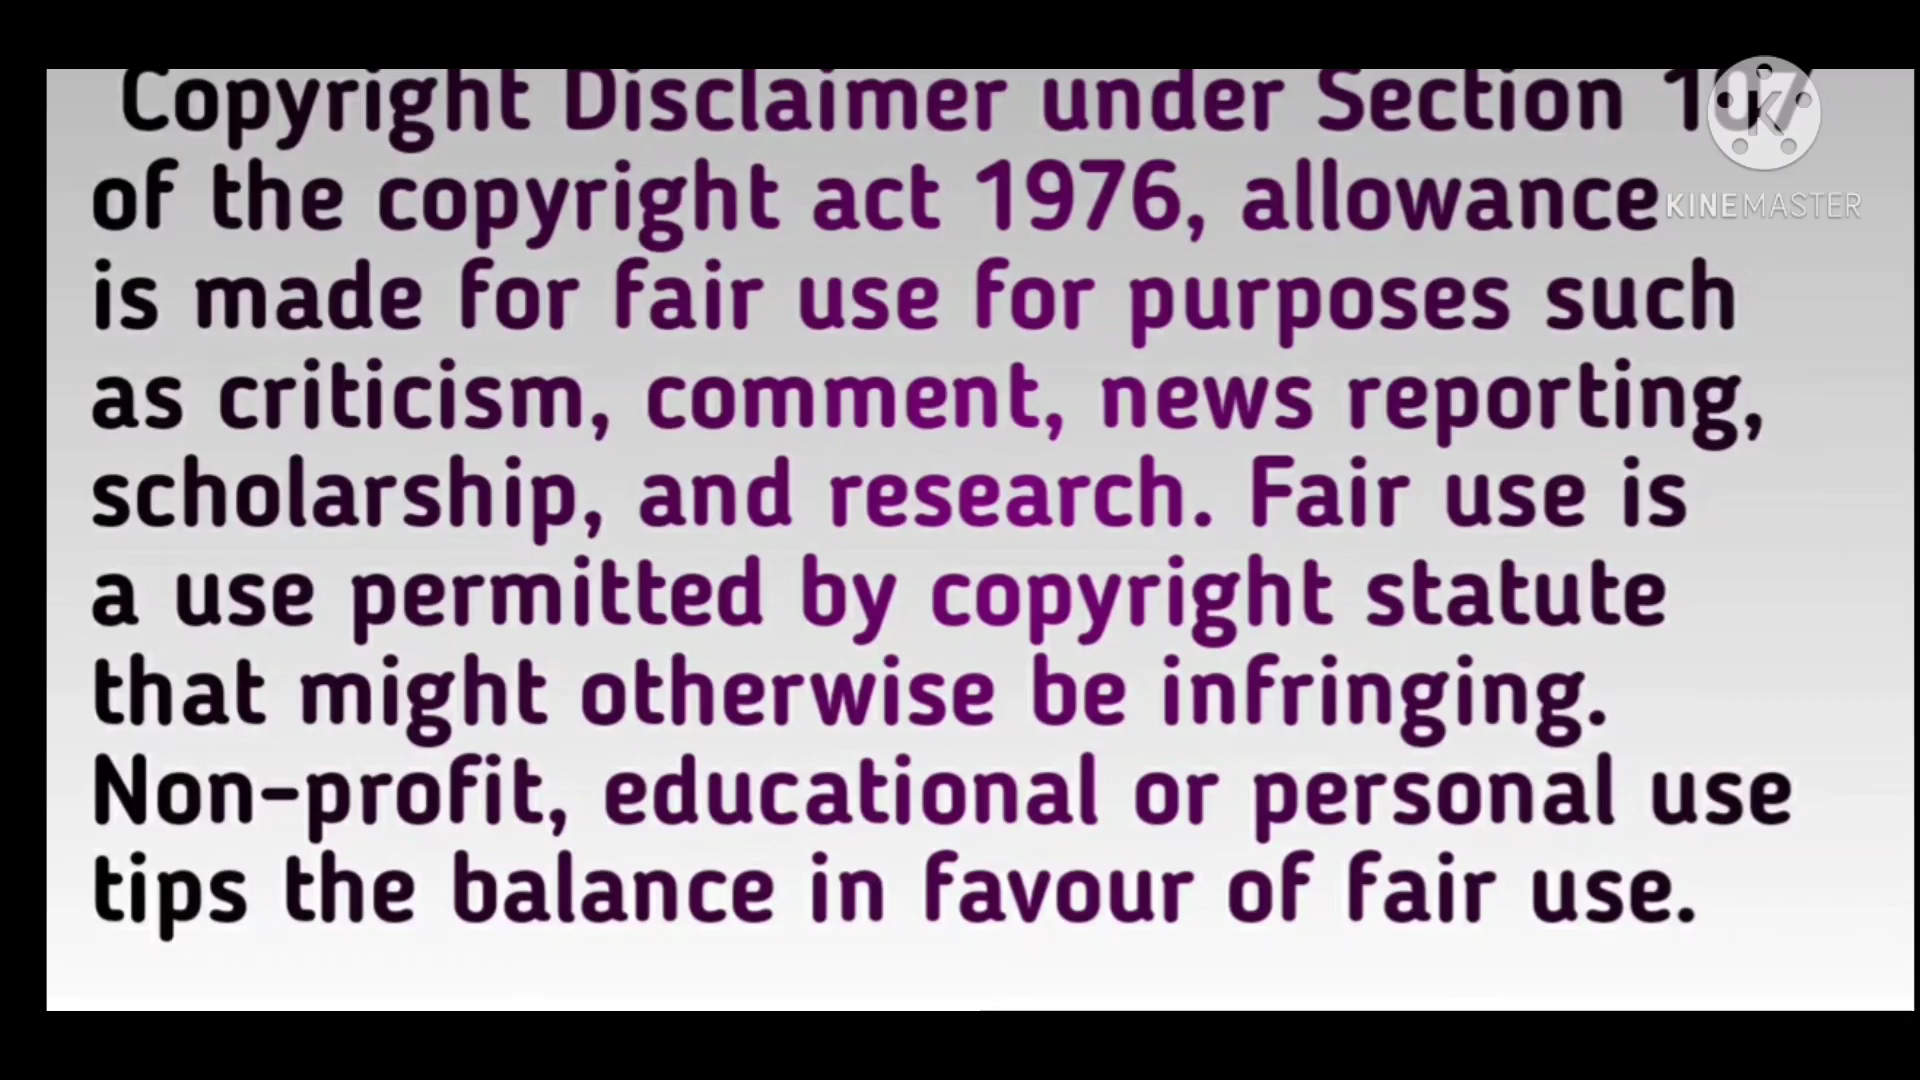 Copyright Disclaimer under Section 107
of the copyright act 1976, allowance
KINEMASTER
is made for fair use for purposes such
as criticism, comment, news reporting,
scholarship, and research. Fair use is
a use permitted by copyright statute
that might otherwise be infringing.
Non-profit, educational or personal use
tips the balance in favour of fair use.